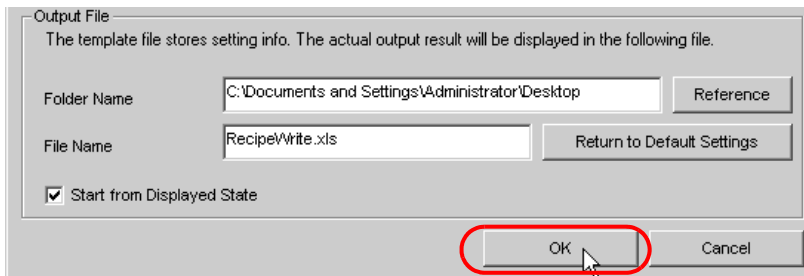 Output File
The template file stores setting info. The actual output result will be displayed in the following file.
Folder Name
C:\Documents and Settings\Administrator\Desktop
Reference
File Name
RecipeWrite.xls
Return to Default Settings
Start from Displayed State
OK
Cancel